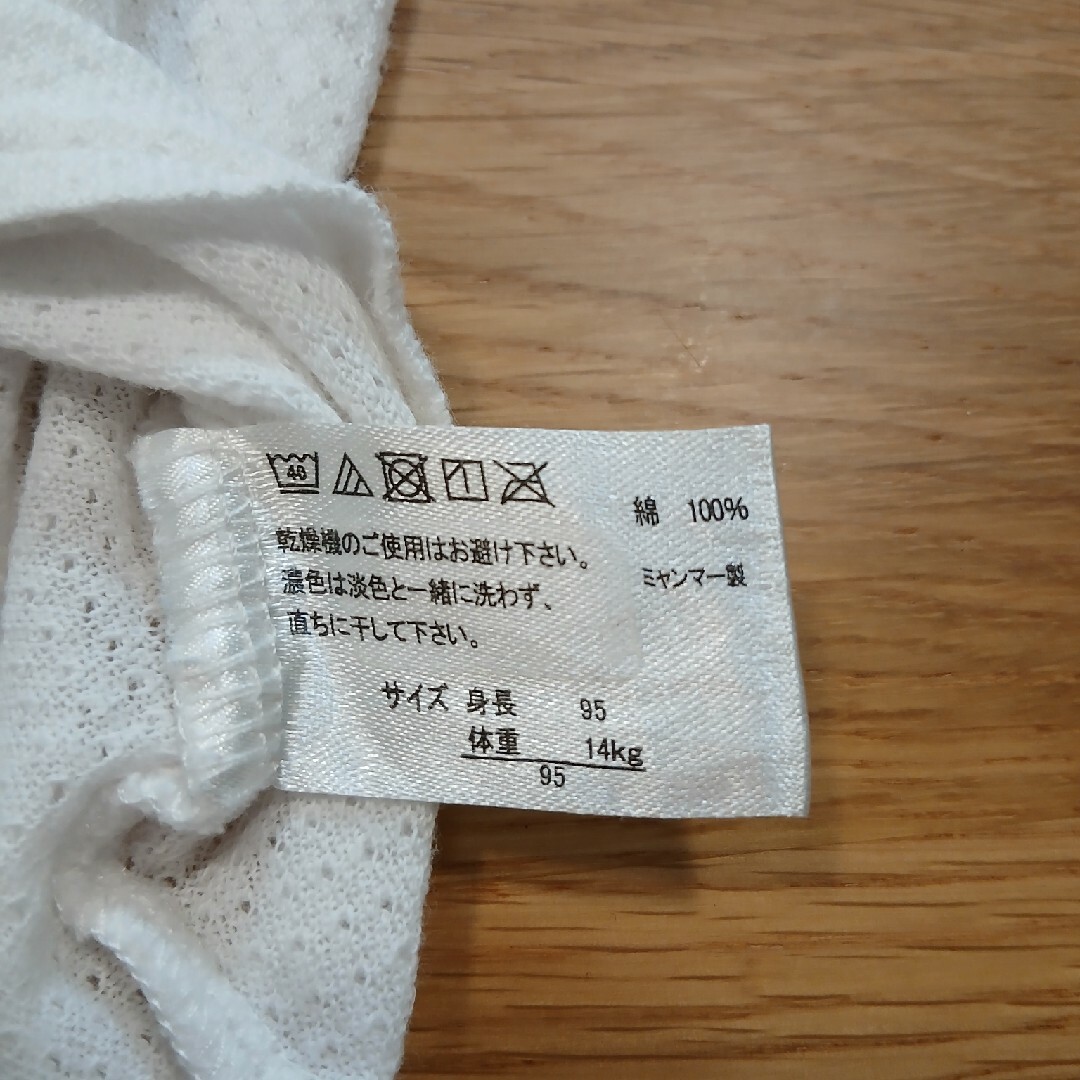 40
綿 100%
乾燥機のご使用はお避け下さい。
濃色は淡色と一緒に洗わず、
直ちに干して下さい。
ミャンマー製
サイズ 身長 95
体重 14kg
95